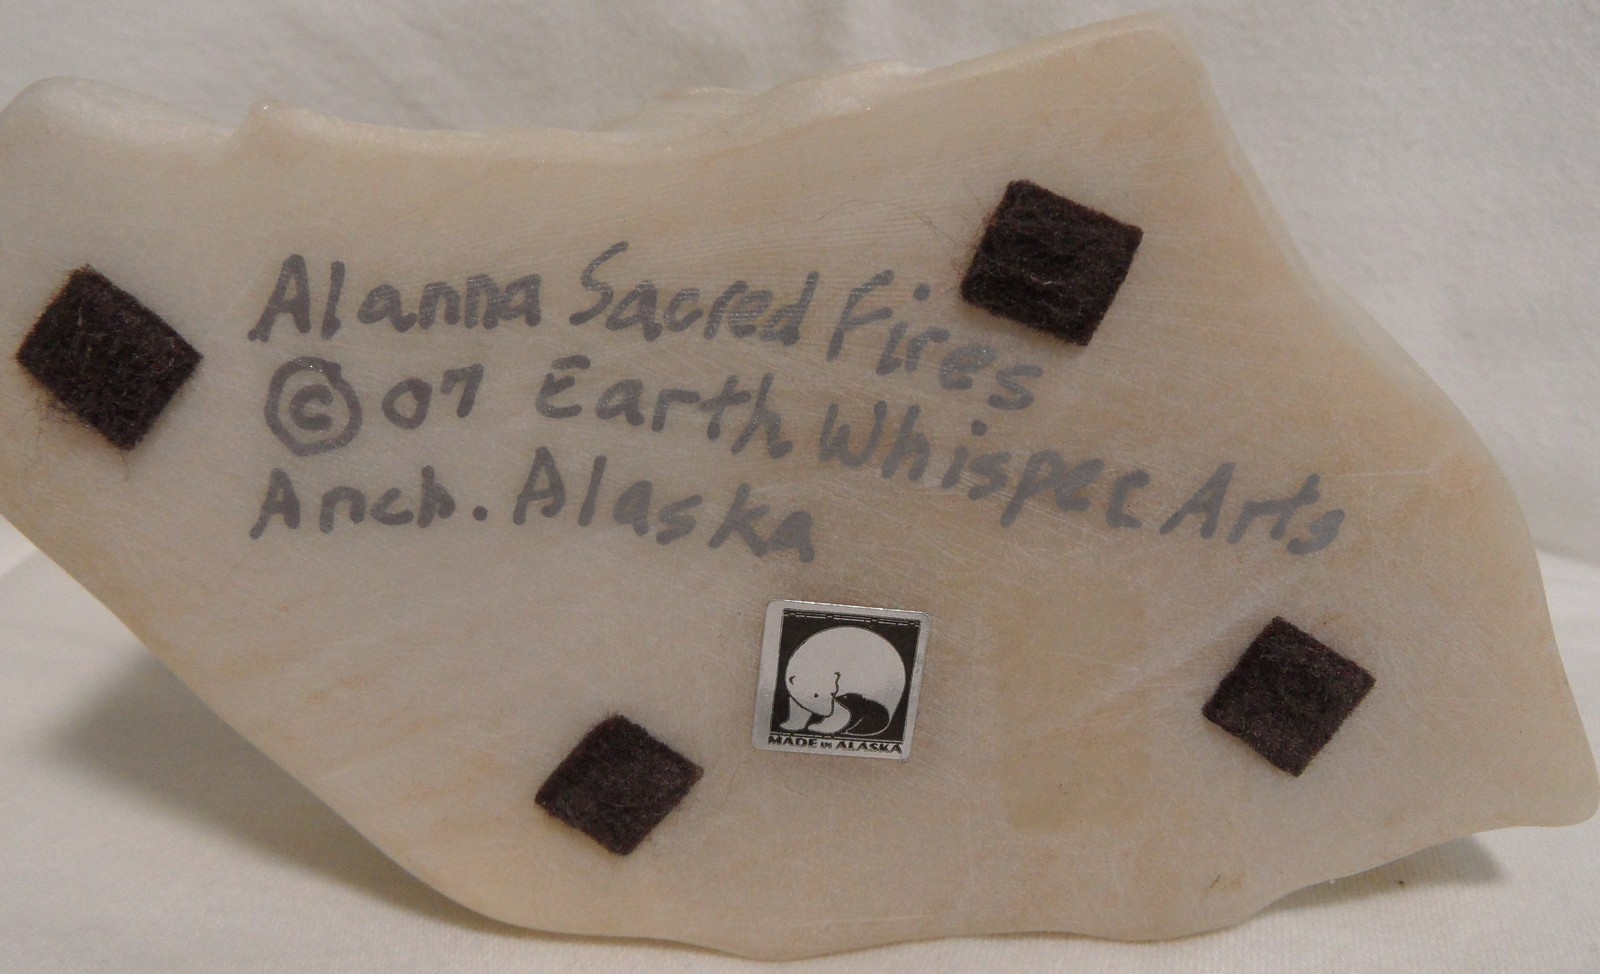 Alanna Sacred Fires
© 07 Earth Whisper Arts
Anch. Alaska
MADE IN ALASKA